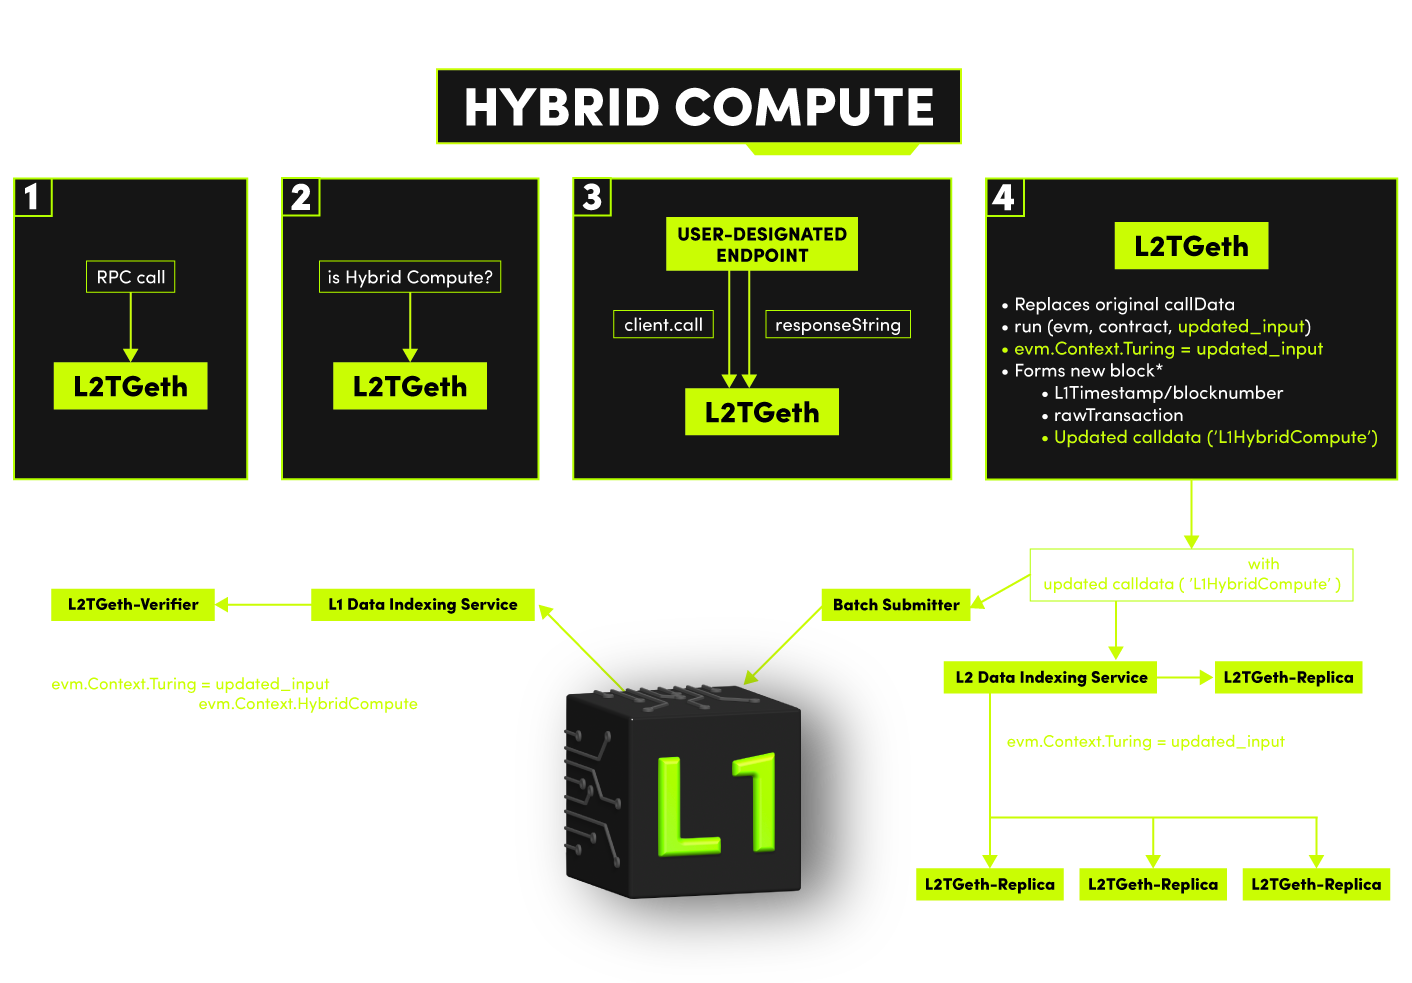 HYBRID COMPUTE
1
RPC call
L2TGeth
2
is Hybrid Compute?
L2TGeth
3
USER-DESIGNATED
ENDPOINT
client.call
responseString
L2TGeth
4
L2TGeth
• Replaces original callData
• run (evm, contract, updated_input)
• evm.Context.Turing = updated_input
• Forms new block*
• L1Timestamp/blocknumber
• rawTransaction
• Updated calldata ('L1HybridCompute')
with
updated calldata ( 'L1HybridCompute' )
L2TGeth-Verifier
L1 Data Indexing Service
Batch Submitter
L2 Data Indexing Service
L2TGeth-Replica
evm.Context.Turing = updated_input
evm.Context.HybridCompute
evm.Context.Turing = updated_input
L1
L2TGeth-Replica
L2TGeth-Replica
L2TGeth-Replica